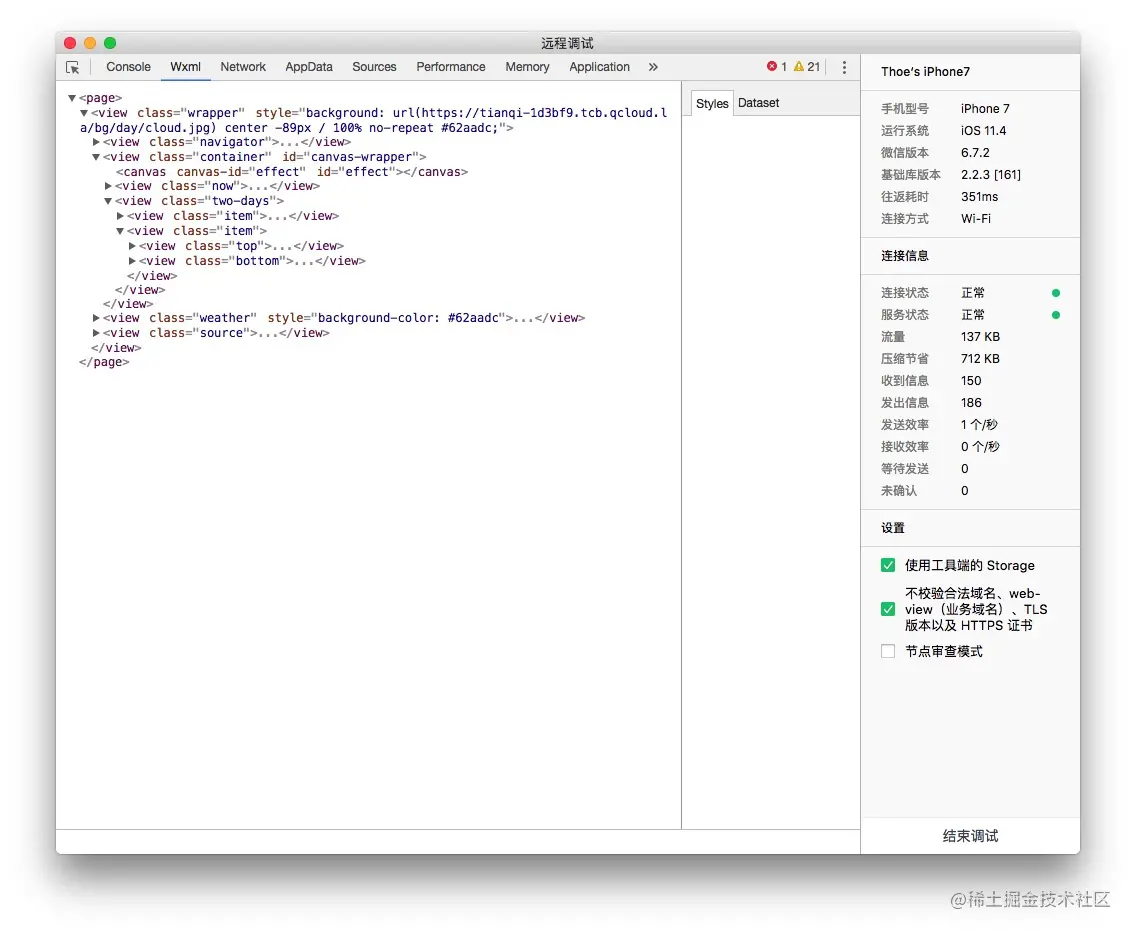 远程调试
Console Wxml Network AppData Sources Performance Memory Application » 1 21
▼<page>
▼<view class="wrapper" style="background: url(https://tianqi-1d3bf9.tcb.qcloud.l
a/bg/day/cloud.jpg) center -89px / 100% no-repeat #62aadc;">
▶<view class="navigator">...</view>
▼<view class="container" id="canvas-wrapper">
<canvas canvas-id="effect" id="effect"></canvas>
▶<view class="now">...</view>
▼<view class="two-days">
▶<view class="item">...</view>
▼<view class="item">
▶<view class="top">...</view>
▶<view class="bottom">...</view>
</view>
</view>
</view>
▶<view class="weather" style="background-color: #62aadc">...</view>
▶<view class="source">...</view>
</view>
</page>
Styles Dataset
Thoe‘s iPhone7
手机型号 iPhone 7
运行系统 iOS 11.4
微信版本 6.7.2
基础库版本 2.2.3 [161]
往返耗时 351ms
连接方式 Wi-Fi
连接信息
连接状态 正常
服务状态 正常
流量 137 KB
压缩节省 712 KB
收到信息 150
发出信息 186
发送效率 1 个/秒
接收效率 0 个/秒
等待发送 0
未确认 0
设置
使用工具端的 Storage
不校验合法域名、web-
view（业务域名）、TLS
版本以及 HTTPS 证书
节点审查模式
结束调试
@稀土掘金技术社区